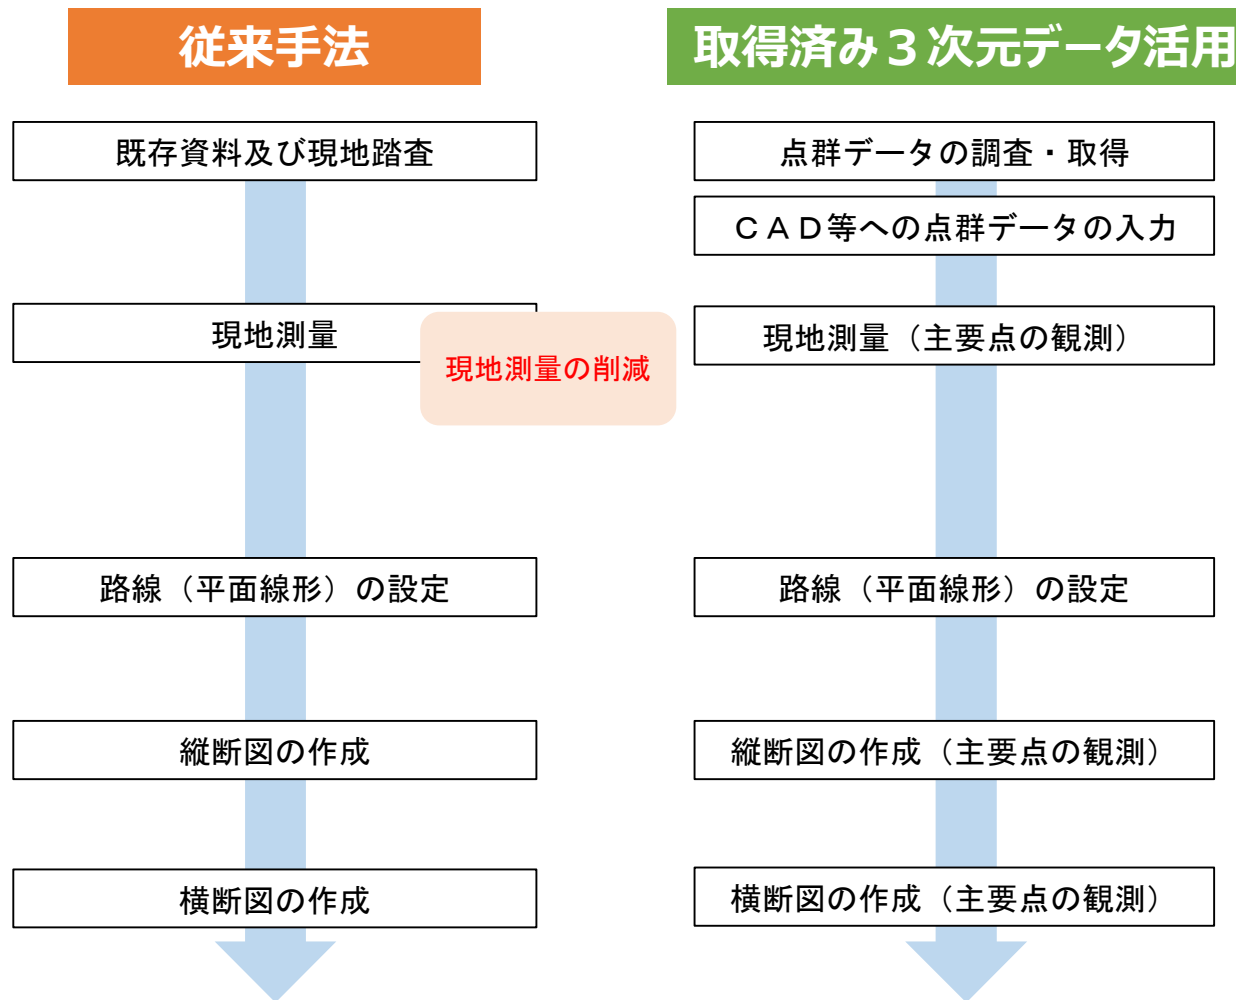 従来手法
既存資料及び現地踏査
現地測量
現地測量の削減
路線（平面線形）の設定
縦断図の作成
横断図の作成
取得済み３次元データ活用
点群データの調査・取得
ＣＡＤ等への点群データの入力
現地測量（主要点の観測）
路線（平面線形）の設定
縦断図の作成（主要点の観測）
横断図の作成（主要点の観測）